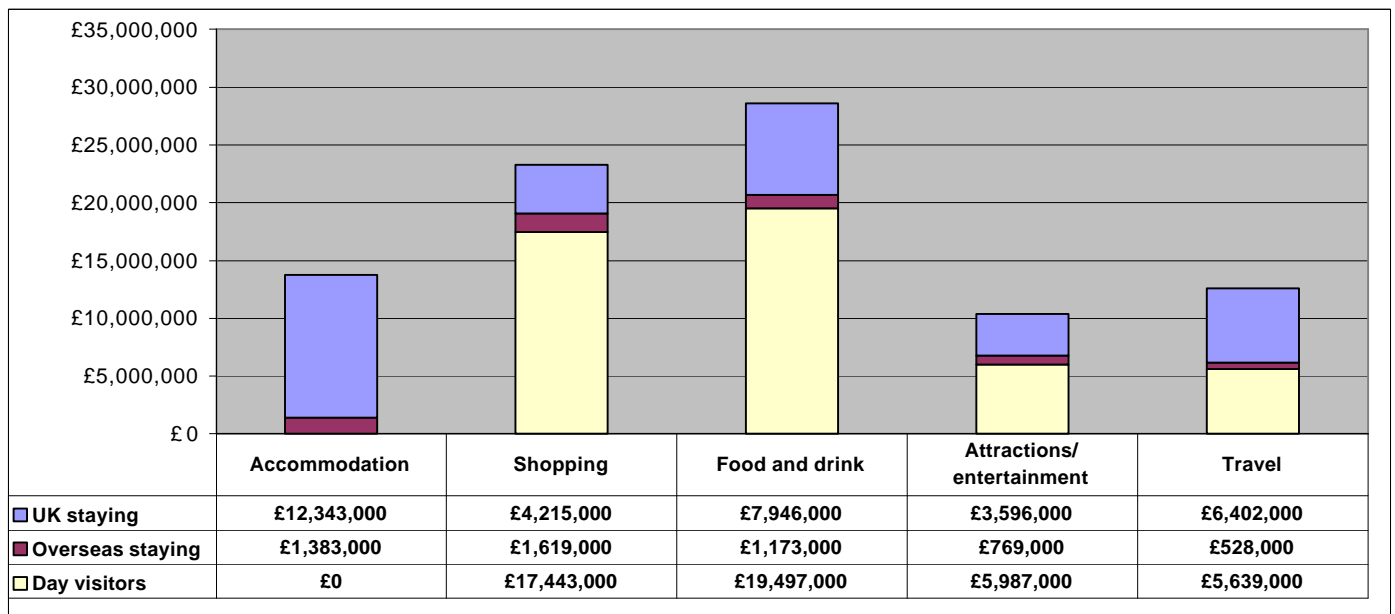 £35,000,000
£30,000,000
£25,000,000
£20,000,000
£15,000,000
£10,000,000
£5,000,000
£0
Accommodation Shopping Food and drink Attractions/ entertainment Travel
UK staying £12,343,000 £4,215,000 £7,946,000 £3,596,000 £6,402,000
Overseas staying £1,383,000 £1,619,000 £1,173,000 £769,000 £528,000
Day visitors £0 £17,443,000 £19,497,000 £5,987,000 £5,639,000